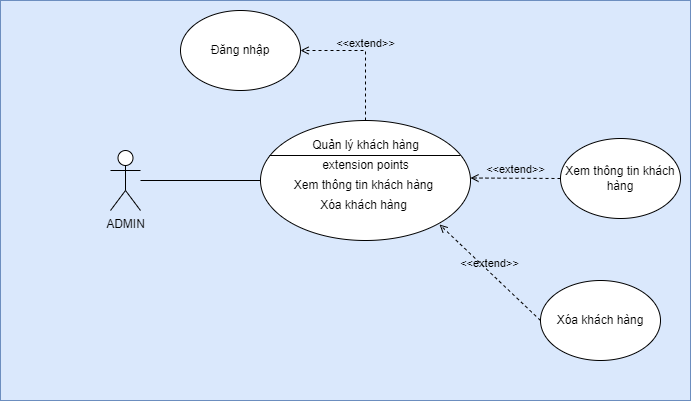 Đăng nhập
<<extend>>
Quản lý khách hàng
extension points
Xem thông tin khách hàng
Xóa khách hàng
<<extend>>
Xem thông tin khách
hàng
ADMIN
<<extend>>
Xóa khách hàng